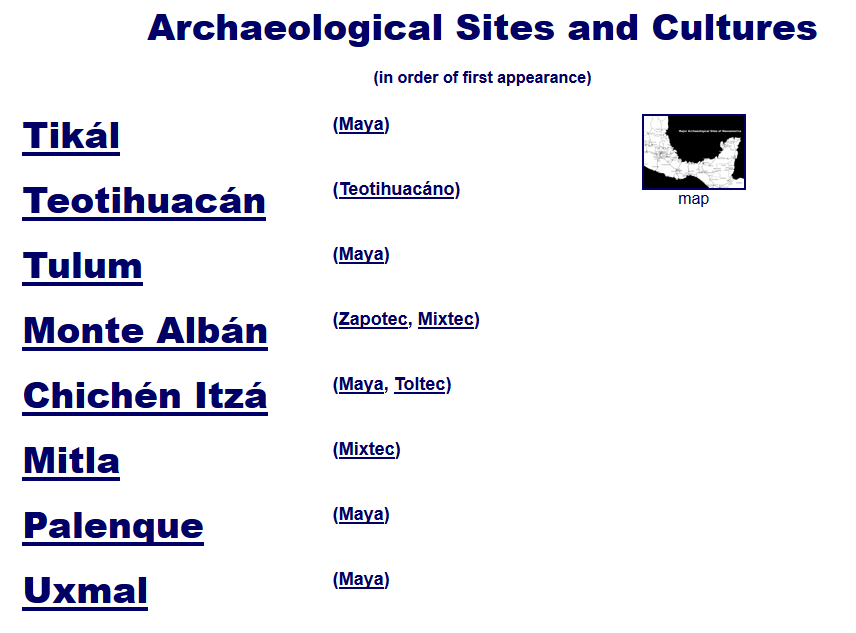 Archaeological Sites and Cultures
(in order of first appearance)
Tikál (Maya)
Teotihuacán (Teotihuacáno)
map
Tulum (Maya)
Monte Albán (Zapotec, Mixtec)
Chichén Itzá (Maya, Toltec)
Mitla (Mixtec)
Palenque (Maya)
Uxmal (Maya)